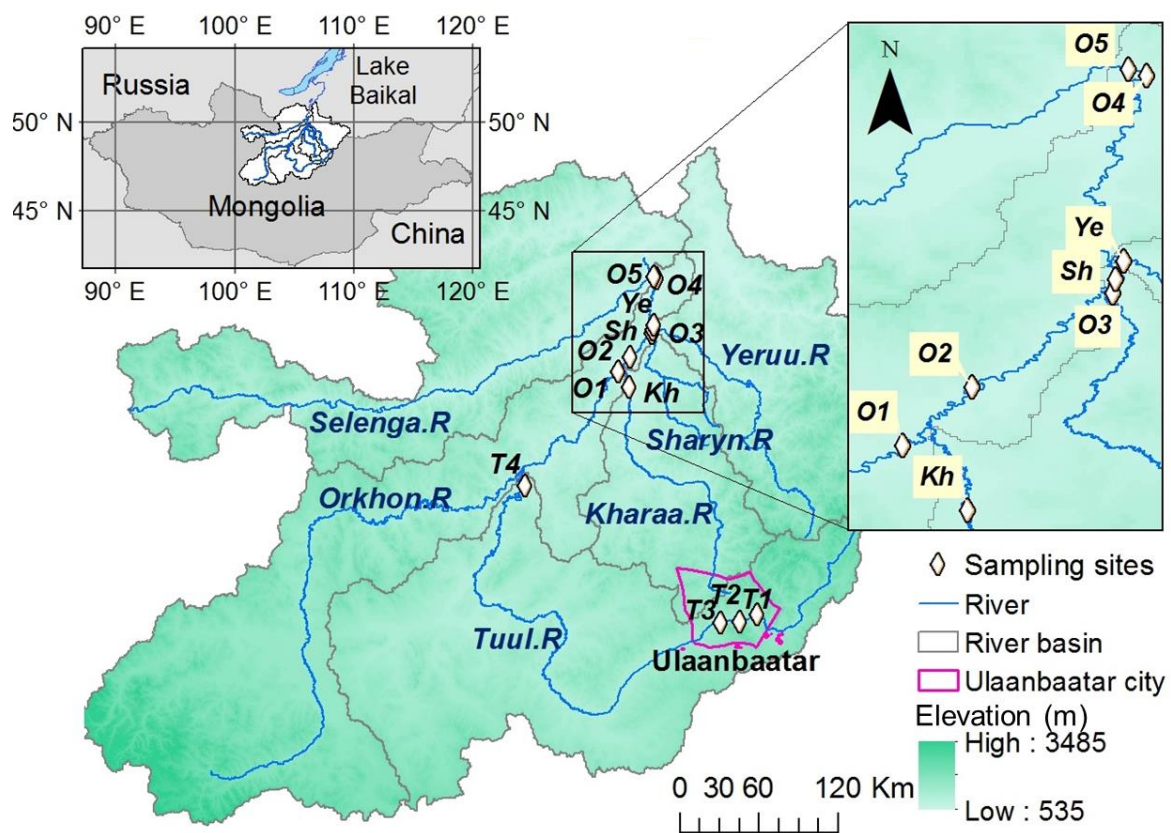 90° E 100° E 110° E 120° E
Russia
Lake
Baikal
50° N 50° N
Mongolia
45° N 45° N
China
90° E 100° E 110° E 120° E
N
O5
O4
Ye
Sh
O3
O2
O1
Kh
O5
O4
Ye
Sh
O3
O2
O1
Kh
Yeruu.R
Selenga.R
Sharyn.R
T4
Orkhon.R
Kharaa.R
T2
T3 T1
Tuul.R
Ulaanbaatar
Sampling sites
River
River basin
Ulaanbaatar city
Elevation (m)
High : 3485
Low : 535
0 30 60 120 Km